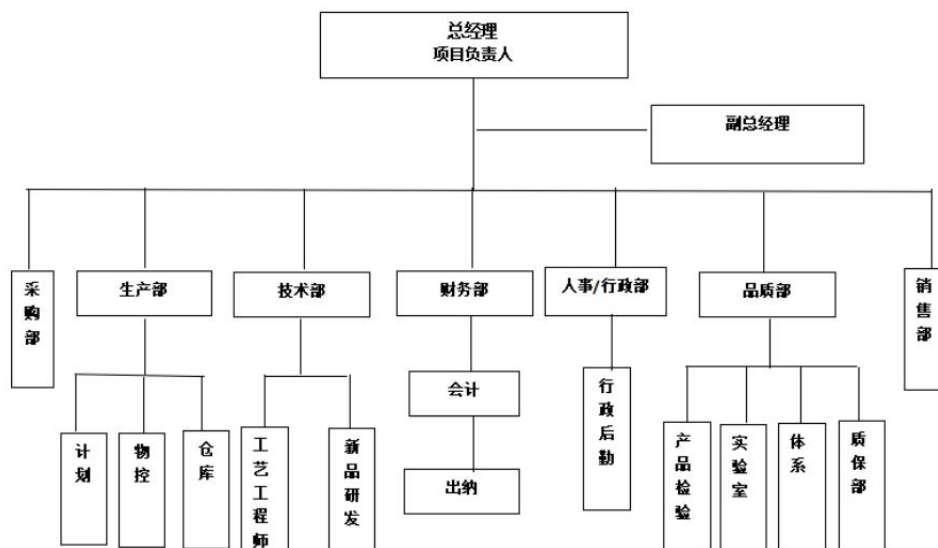 总经理
项目负责人
副总经理
采购部
生产部
技术部
财务部
人事/行政部
品质部
销售部
会计
行政后勤
计划
物控
仓库
工艺工程师
新品研发
出纳
产品检验
实验室
体系
质保部